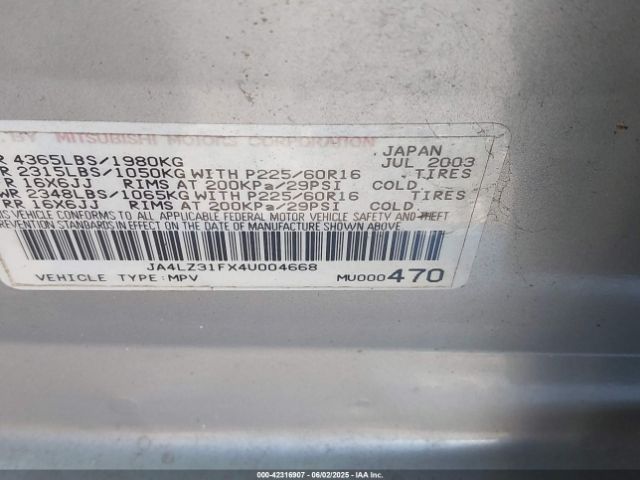 BY MITSUBISHI MOTORS CORPORATION
JAPAN
R 4365LBS/1980KG JUL 2003
R 2315LBS/1050KG WITH P225/60R16 TIRES
R 16X6JJ RIMS AT 200KPa/29PSI COLD
WR 2348LBS/1065KG WITH P225/60R16 TIRES
RR 16X6JJ RIMS AT 200KPa/29PSI COLD
IS VEHICLE CONFORMS TO ALL APPLICABLE FEDERAL MOTOR VEHICLE SAFETY AND THEFT
REVENTION STANDARDS IN EFFECT ON THE DATE OF MANUFACTURE SHOWN ABOVE
JA4LZ31FX4U004668
VEHICLE TYPE:MPV MU000470
000-42316907 - 06/02/2025 - IAA Inc.